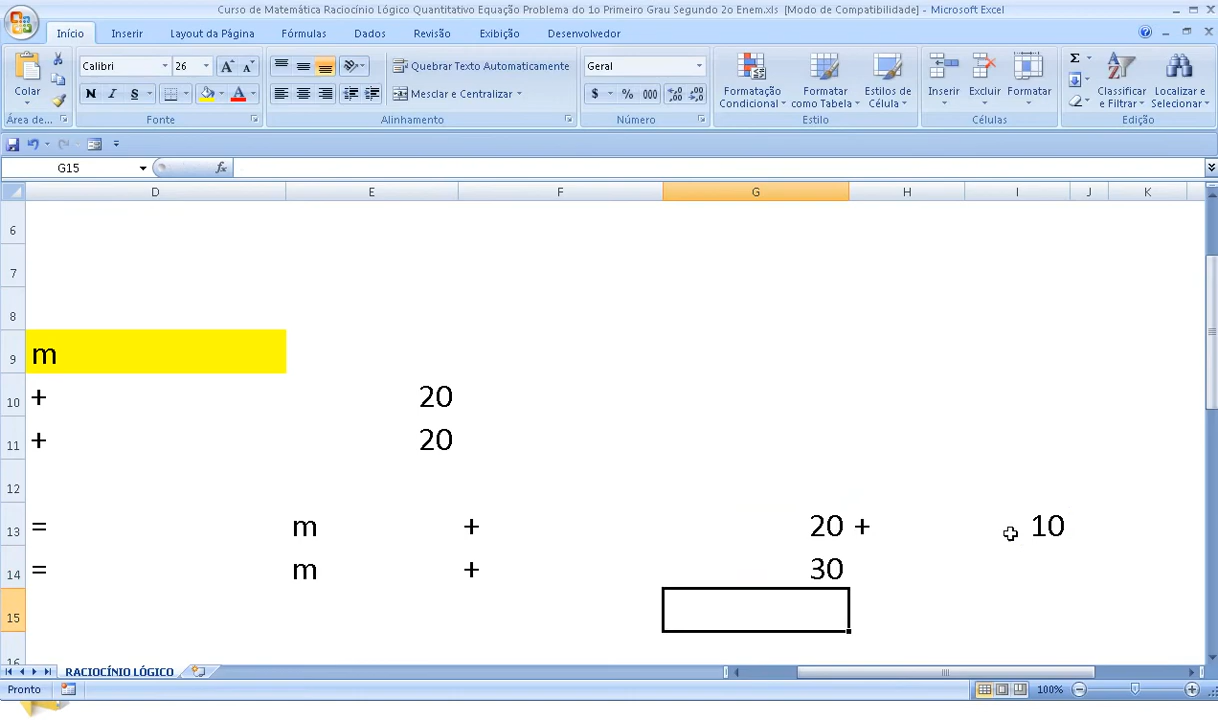 Curso de Matemática Raciocínio Lógico Quantitativo Equação Problema do 1o Primeiro Grau Segundo 2o Enem.xls [Modo de Compatibilidade] - Microsoft Excel
Início Inserir Layout da Página Fórmulas Dados Revisão Exibição Desenvolvedor
Calibri 26 Quebrar Texto Automaticamente Geral
Colar N I S A Mesclar e Centralizar $ % 000 Formatação Condicional Formatar como Tabela Estilos de Célula Inserir Excluir Formatar Classificar e Filtrar Localizar e Selecionar
Área de... Fonte Alinhamento Número Estilo Células Edição
G15 fx
D E F G H I J K
6
7
8
9 m
10 + 20
11 + 20
12
13 = m + 20 + 10
14 = m + 30
15
16
RACIOCÍNIO LÓGICO
Pronto 100%